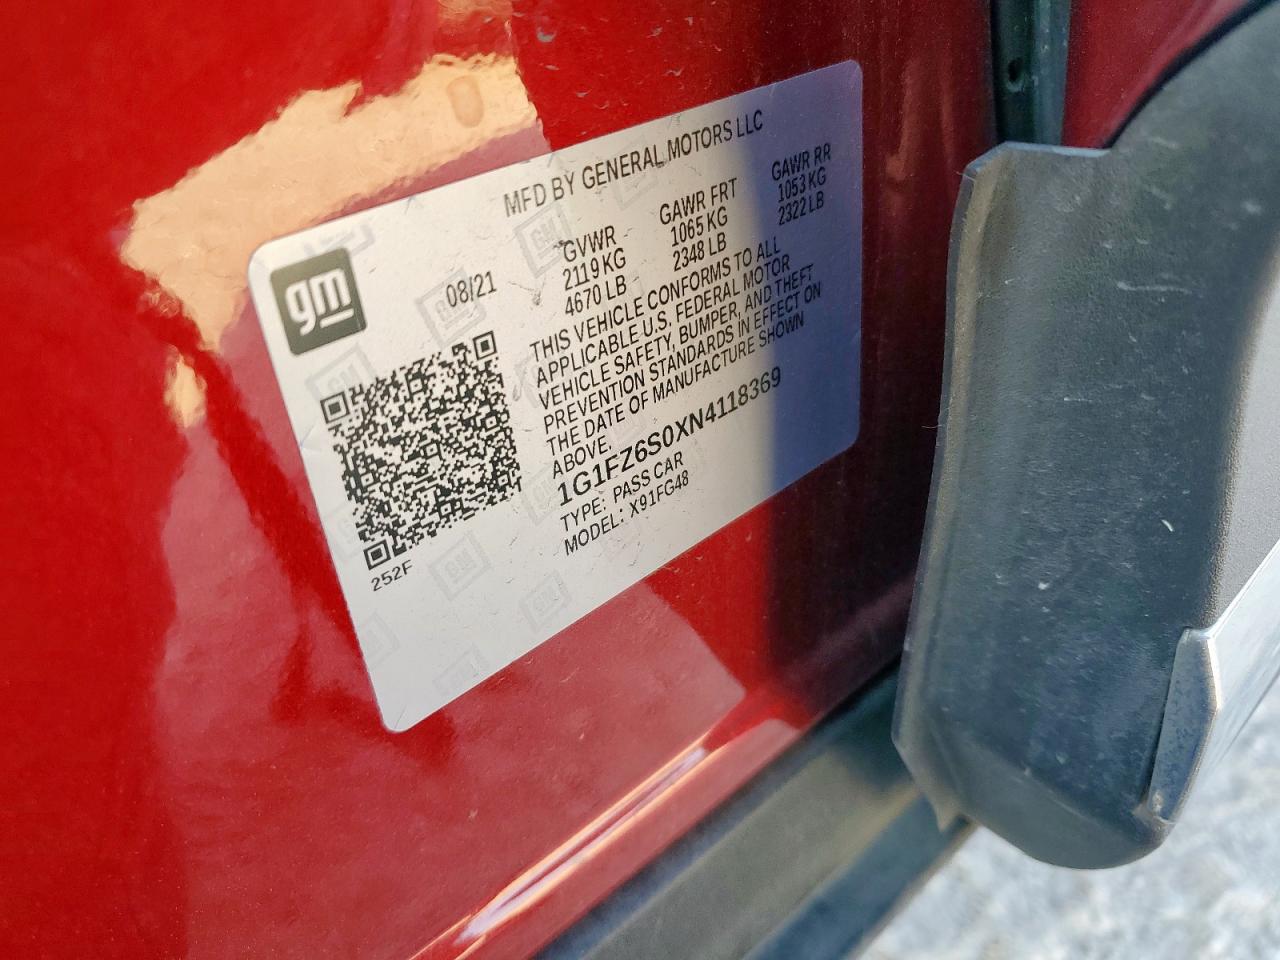 MFD BY GENERAL MOTORS LLC
gm
08/21
GVWR GAWR FRT GAWR RR
2119 KG 1065 KG 1053 KG
4670 LB 2348 LB 2322 LB
THIS VEHICLE CONFORMS TO ALL
APPLICABLE U.S. FEDERAL MOTOR
VEHICLE SAFETY, BUMPER, AND THEFT
PREVENTION STANDARDS IN EFFECT ON
THE DATE OF MANUFACTURE SHOWN
ABOVE.
1G1FZ6S0XN4118369
TYPE: PASS CAR
MODEL: X91FG48
252F